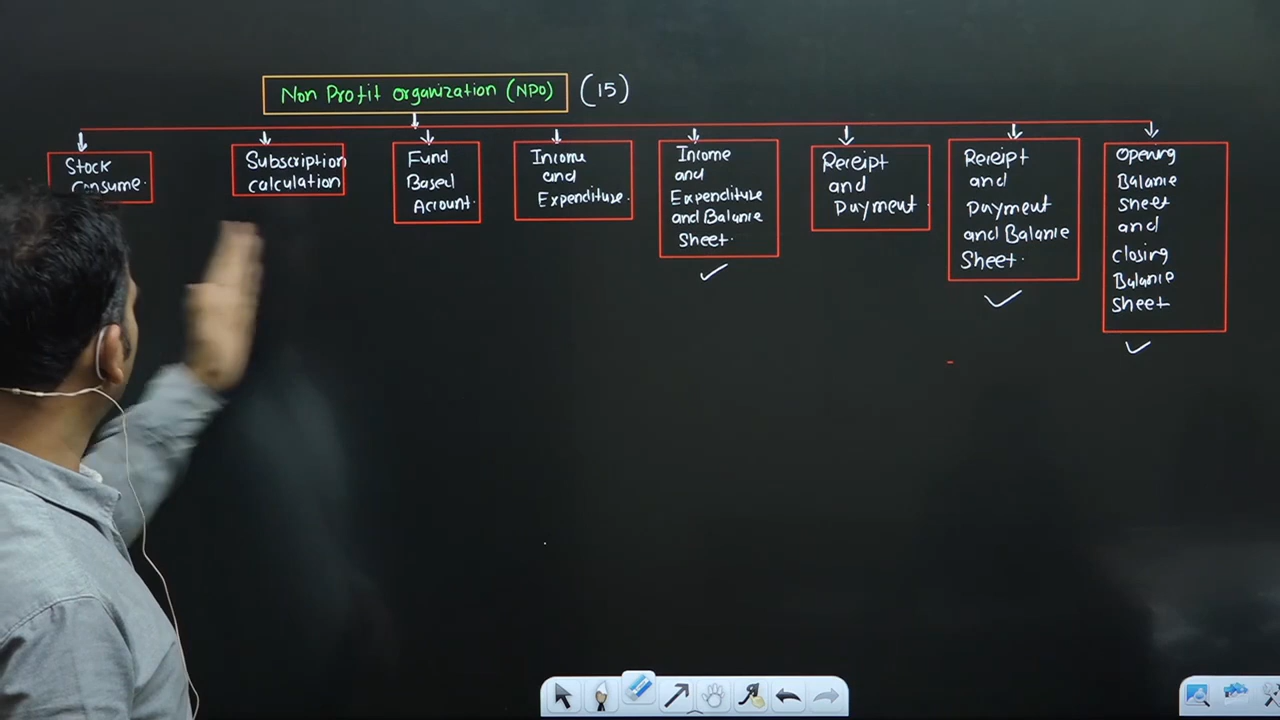 Non Profit Organization (NPO) (15)
Stock
Consume.
Subscription
calculation
Fund
Based
Account.
Income
and
Expenditure.
Income
and
Expenditure
and Balance
Sheet.
Receipt
and
Payment.
Receipt
and
Payment
and Balance
Sheet.
Opening
Balance
Sheet
and
closing
Balance
Sheet